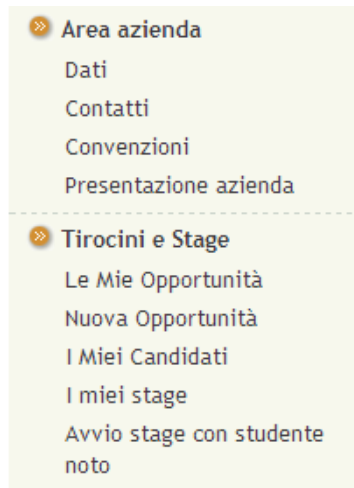 Area azienda
Dati
Contatti
Convenzioni
Presentazione azienda
Tirocini e Stage
Le Mie Opportunità
Nuova Opportunità
I Miei Candidati
I miei stage
Avvio stage con studente
noto